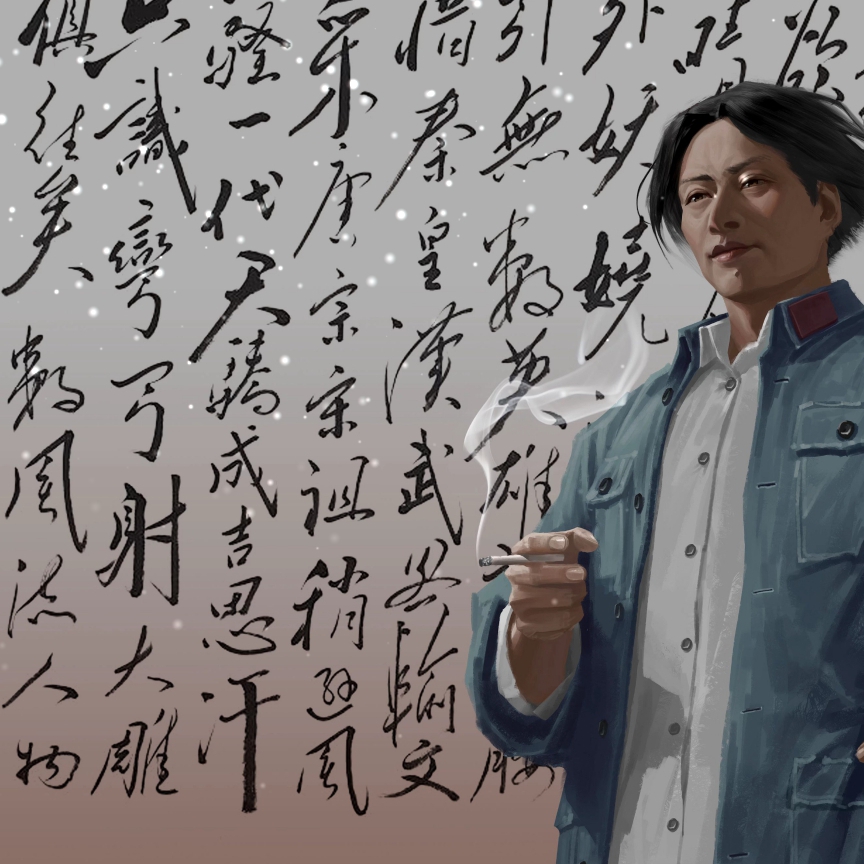 晴
外妖嬈
引無數英雄腰
惜秦皇漢武略輸文
采唐宗宋祖稍遜風
騷一代天驕成吉思汗
只識彎弓射大雕
俱往矣數風流人物